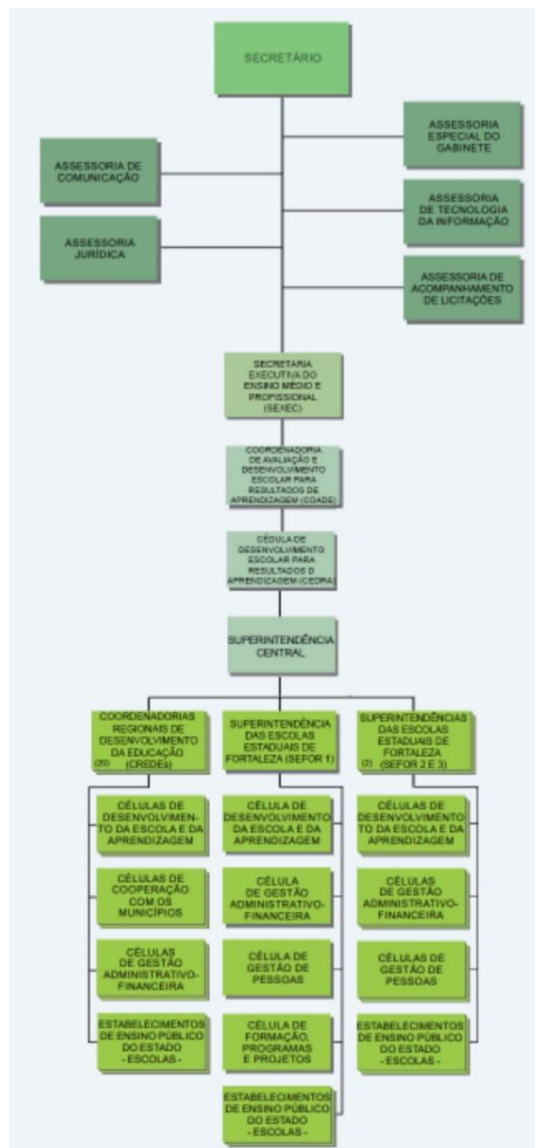 SECRETÁRIO
ASSESSORIA
ESPECIAL DO
GABINETE
ASSESSORIA DE
COMUNICAÇÃO
ASSESSORIA
DE TECNOLOGIA
DA INFORMAÇÃO
ASSESSORIA
JURÍDICA
ASSESSORIA DE
ACOMPANHAMENTO
DE LICITAÇÕES
SECRETARIA
EXECUTIVA DO
ENSINO MÉDIO E
PROFISSIONAL
(SEXEC)
COORDENADORIA
DE AVALIAÇÃO E
DESENVOLVIMENTO
ESCOLAR PARA
RESULTADOS DE
APRENDIZAGEM (COADE)
CÉDULA DE
DESENVOLVIMENTO
ESCOLAR PARA
RESULTADOS D
APRENDIZAGEM (CEDRA)
SUPERINTENDÊNCIA
CENTRAL
COORDENADORIAS
REGIONAIS DE
DESENVOLVIMENTO
DA EDUCAÇÃO
(20) (CREDEs)
CÉLULAS DE
DESENVOLVIMEN-
TO DA ESCOLA E DA
APRENDIZAGEM
CÉLULAS DE
COOPERAÇÃO
COM OS
MUNICÍPIOS
CÉLULAS
DE GESTÃO
ADMINISTRATIVO-
FINANCEIRA
ESTABELECIMENTOS
DE ENSINO PÚBLICO
DO ESTADO
- ESCOLAS -
SUPERINTENDÊNCIA
DAS ESCOLAS
ESTADUAIS DE
FORTALEZA (SEFOR 1)
CÉLULA DE
DESENVOLVIMENTO
DA ESCOLA E DA
APRENDIZAGEM
CÉLULA
DE GESTÃO
ADMINISTRATIVO-
FINANCEIRA
CÉLULA DE
GESTÃO DE
PESSOAS
CÉLULA DE
FORMAÇÃO,
PROGRAMAS
E PROJETOS
ESTABELECIMENTOS
DE ENSINO PÚBLICO
DO ESTADO
- ESCOLAS -
SUPERINTENDÊNCIAS
DAS ESCOLAS
ESTADUAIS DE
FORTALEZA
(2) (SEFOR 2 E 3)
CÉLULAS DE
DESENVOLVIMEN-
TO DA ESCOLA E DA
APRENDIZAGEM
CÉLULAS
DE GESTÃO
ADMINISTRATIVO-
FINANCEIRA
CÉLULAS DE
GESTÃO DE
PESSOAS
ESTABELECIMENTOS
DE ENSINO PÚBLICO
DO ESTADO
- ESCOLAS -